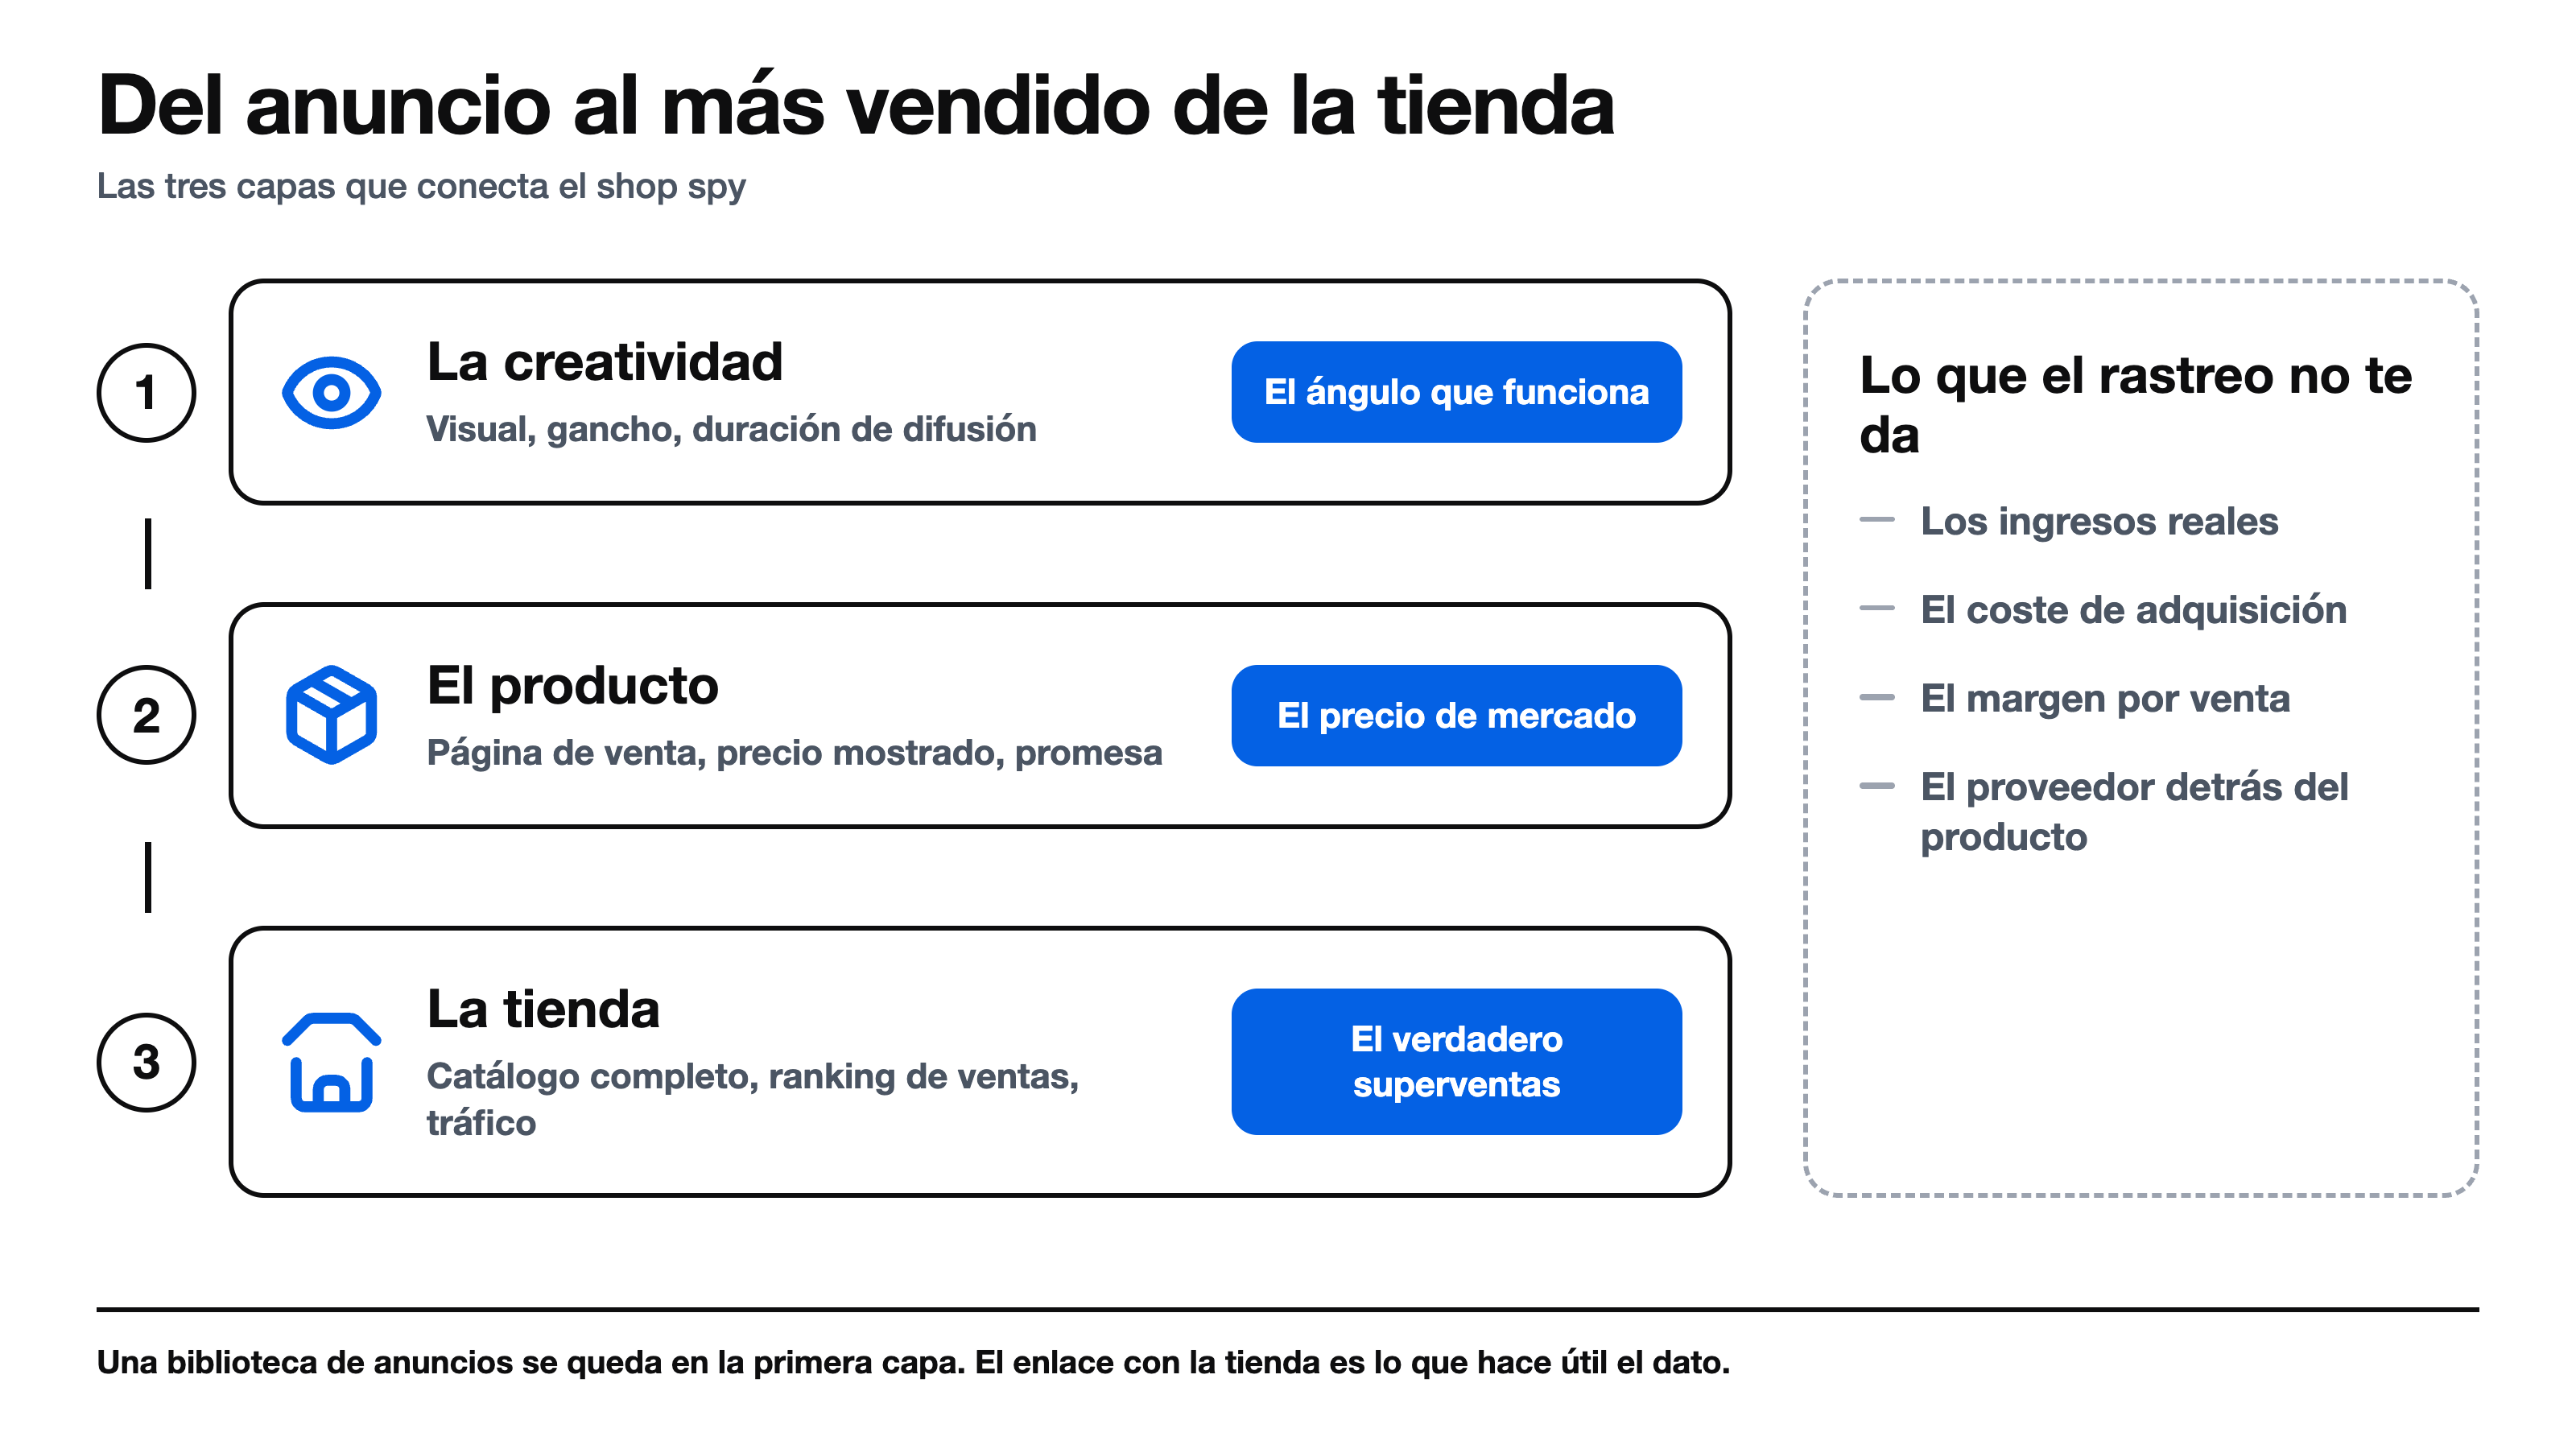 Del anuncio al más vendido de la tienda
Las tres capas que conecta el shop spy
1
La creatividad
Visual, gancho, duración de difusión
El ángulo que funciona
2
El producto
Página de venta, precio mostrado, promesa
El precio de mercado
3
La tienda
Catálogo completo, ranking de ventas,
tráfico
El verdadero
superventas
Lo que el rastreo no te
da
— Los ingresos reales
— El coste de adquisición
— El margen por venta
— El proveedor detrás del
producto
Una biblioteca de anuncios se queda en la primera capa. El enlace con la tienda es lo que hace útil el dato.